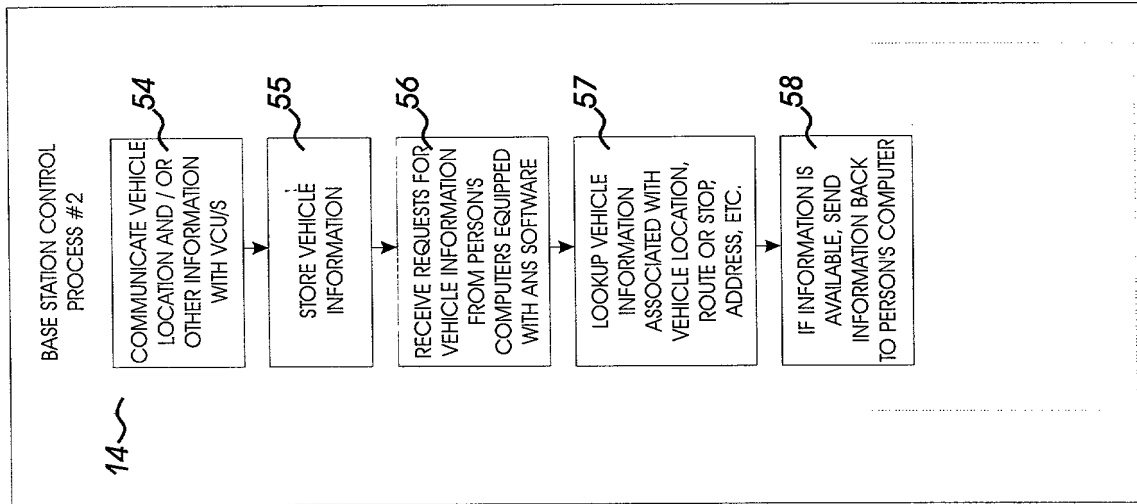 BASE STATION CONTROL
PROCESS #2
14
54
COMMUNICATE VEHICLE
LOCATION AND / OR
OTHER INFORMATION
WITH VCU/S
55
STORE VEHICLE
INFORMATION
56
RECEIVE REQUESTS FOR
VEHICLE INFORMATION
FROM PERSON'S
COMPUTERS EQUIPPED
WITH ANS SOFTWARE
57
LOOKUP VEHICLE
INFORMATION
ASSOCIATED WITH
VEHICLE LOCATION,
ROUTE OR STOP,
ADDRESS, ETC.
58
IF INFORMATION IS
AVAILABLE, SEND
INFORMATION BACK
TO PERSON'S COMPUTER